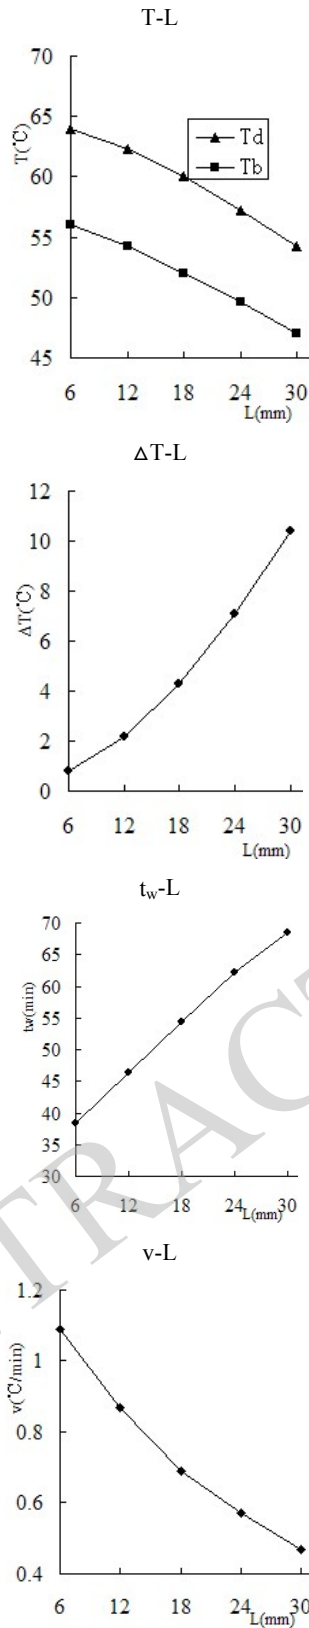 T-L
70
65
60
55
50
45
T(℃)
Td
Tb
6 12 18 24 30
L(mm)
△T-L
12
10
8
6
4
2
0
ΔT(℃)
6 12 18 24 30
L(mm)
tw-L
70
65
60
55
50
45
40
35
30
tw(min)
6 12 18 24 30
L(mm)
v-L
1.2
1
0.8
0.6
0.4
v(℃/min)
6 12 18 24 30
L(mm)
TRACT